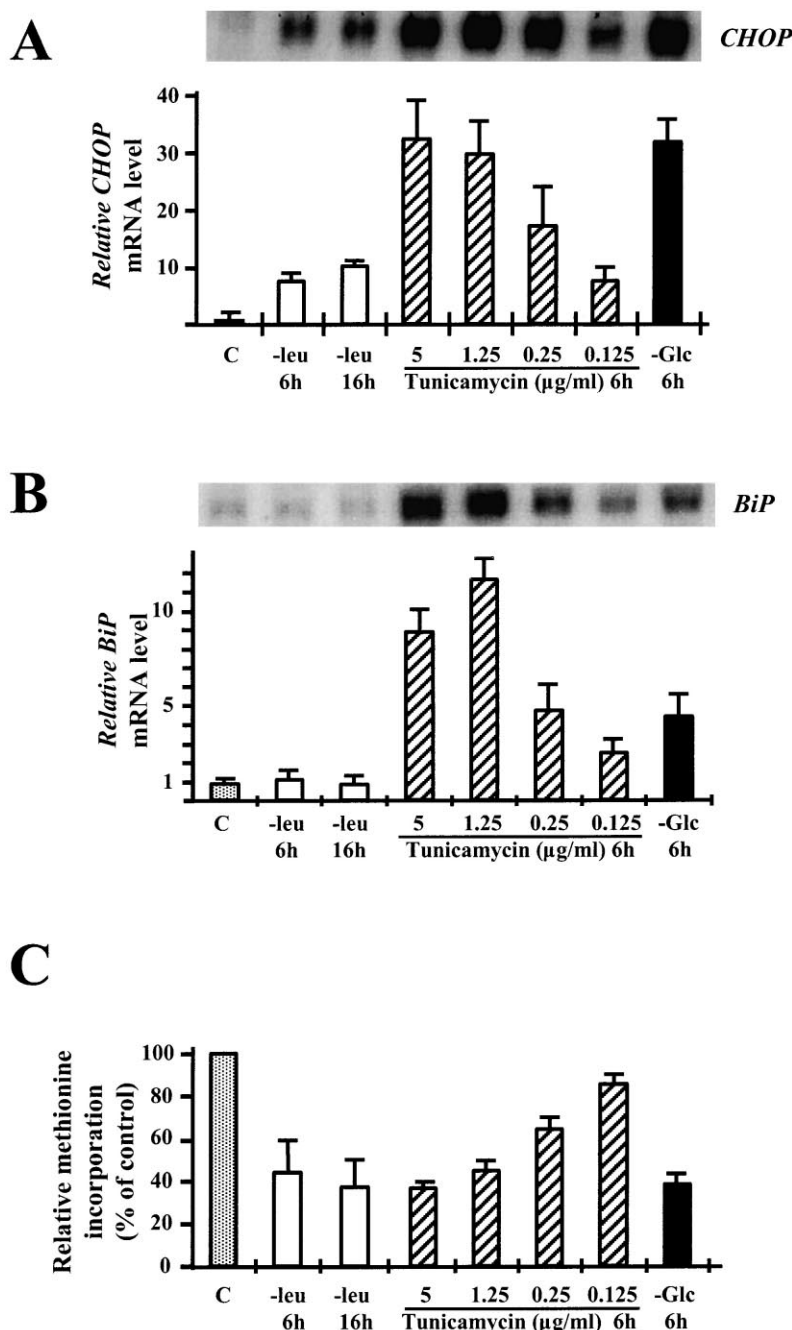 A
CHOP
Relative CHOP
mRNA level
40
30
20
10
C -leu -leu 5 1.25 0.25 0.125 -Glc
6h 16h Tunicamycin (µg/ml) 6h 6h
B
BiP
Relative BiP
mRNA level
10
5
1
C -leu -leu 5 1.25 0.25 0.125 -Glc
6h 16h Tunicamycin (µg/ml) 6h 6h
C
Relative methionine
incorporation
(% of control)
100
80
60
40
20
0
C -leu -leu 5 1.25 0.25 0.125 -Glc
6h 16h Tunicamycin (µg/ml) 6h 6h